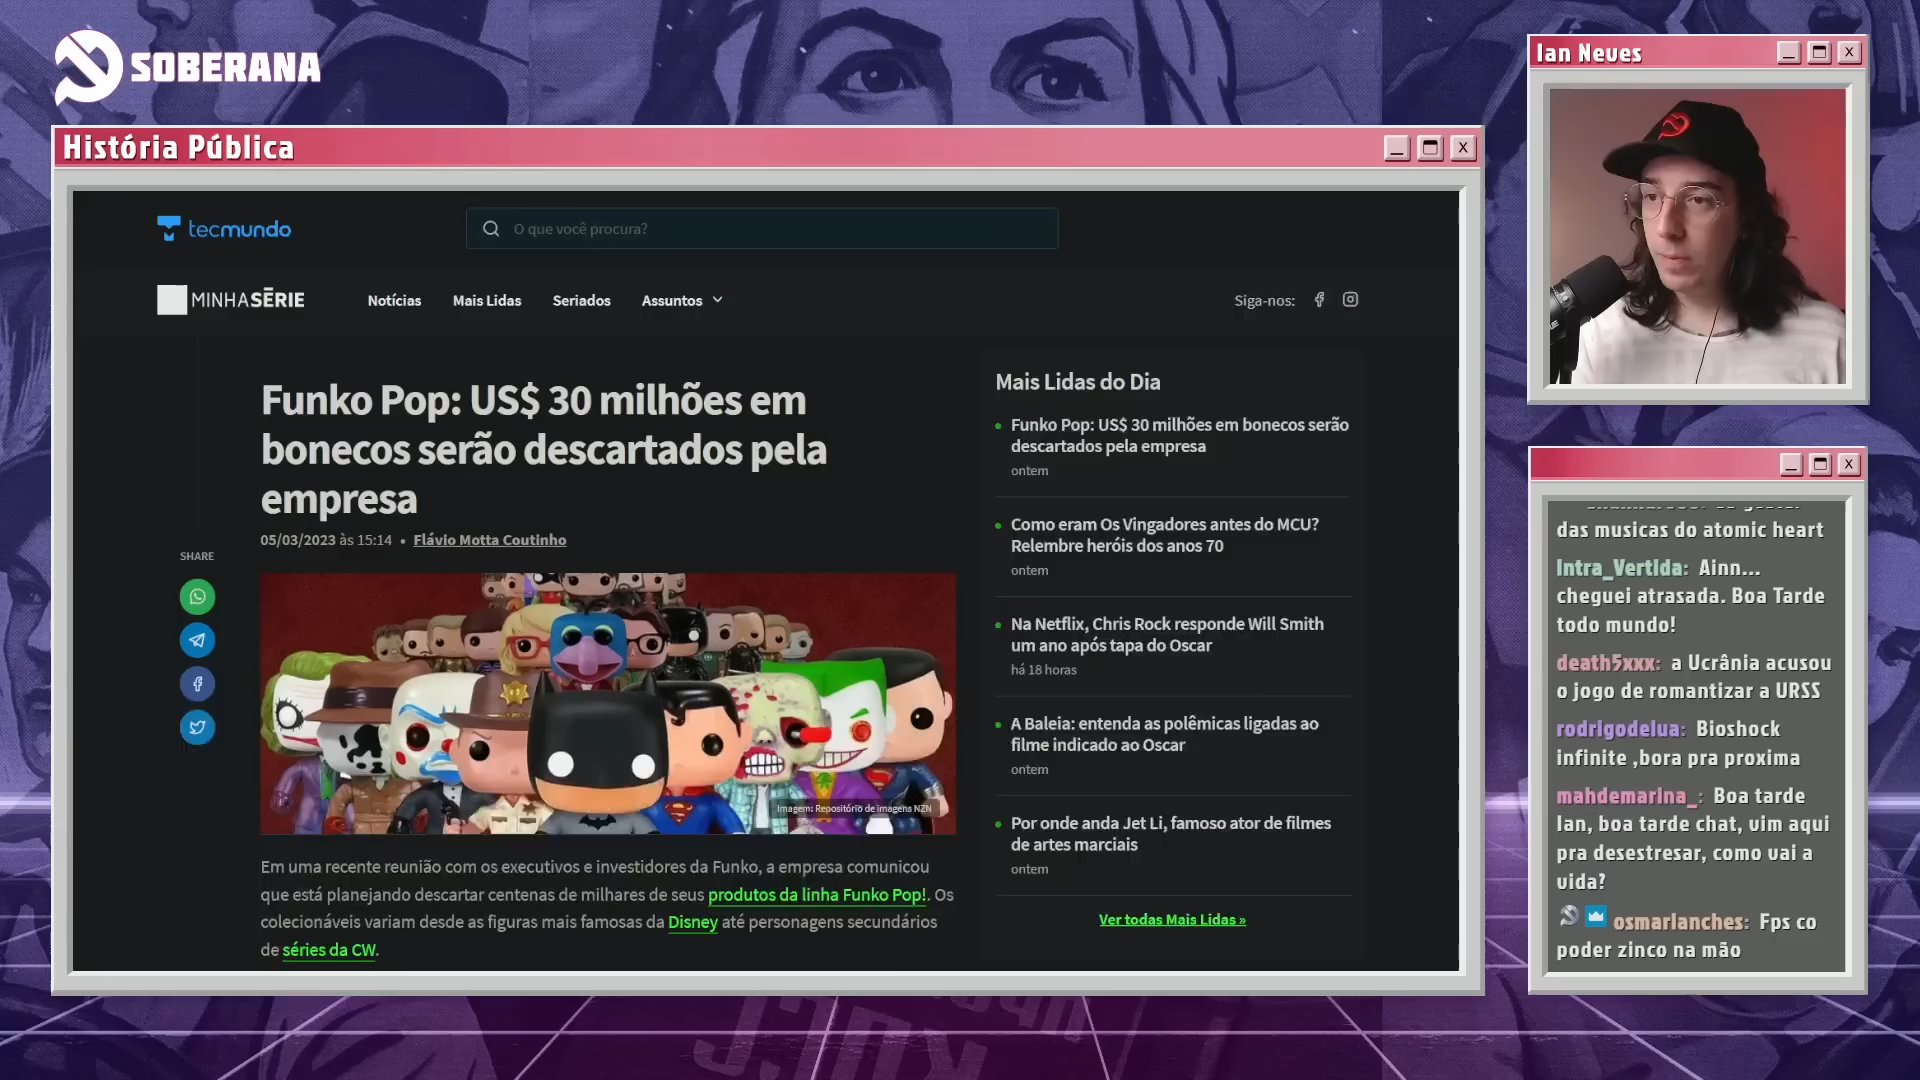 SOBERANA
História Pública
tecmundo
O que você procura?
MINHASÉRIE
Notícias
Mais Lidas
Seriados
Assuntos
Siga-nos:
Funko Pop: US$ 30 milhões em
bonecos serão descartados pela
empresa
05/03/2023 às 15:14 • Flávio Motta Coutinho
SHARE
Imagem: Repositório de imagens NZN
Em uma recente reunião com os executivos e investidores da Funko, a empresa comunicou
que está planejando descartar centenas de milhares de seus produtos da linha Funko Pop!. Os
colecionáveis variam desde as figuras mais famosas da Disney até personagens secundários
de séries da CW.
Mais Lidas do Dia
Funko Pop: US$ 30 milhões em bonecos serão
descartados pela empresa
ontem
Como eram Os Vingadores antes do MCU?
Relembre heróis dos anos 70
ontem
Na Netflix, Chris Rock responde Will Smith
um ano após tapa do Oscar
há 18 horas
A Baleia: entenda as polêmicas ligadas ao
filme indicado ao Oscar
ontem
Por onde anda Jet Li, famoso ator de filmes
de artes marciais
ontem
Ver todas Mais Lidas »
Ian Neves
das musicas do atomic heart
Intra_Vertida: Ainn...
cheguei atrasada. Boa Tarde
todo mundo!
death5xxx: a Ucrânia acusou
o jogo de romantizar a URSS
rodrigodelua: Bioshock
infinite ,bora pra proxima
mahdemarina_: Boa tarde
Ian, boa tarde chat, vim aqui
pra desestresar, como vai a
vida?
osmarlanches: Fps co
poder zinco na mão